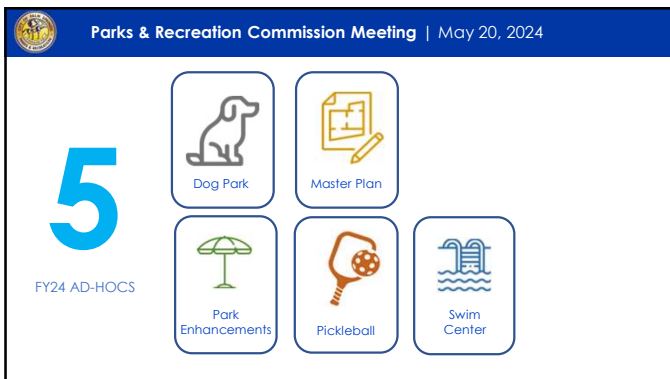 Parks & Recreation Commission Meeting | May 20, 2024
5
FY24 AD-HOCS
Dog Park
Master Plan
Park
Enhancements
Pickleball
Swim
Center